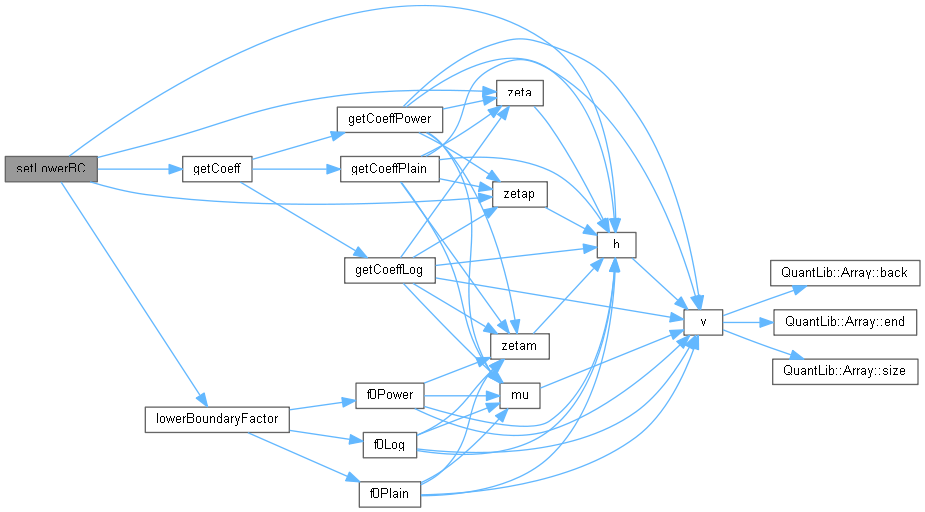 setLowerBC
getCoeff
lowerBoundaryFactor
getCoeffPower
getCoeffPlain
getCoeffLog
f0Power
f0Log
f0Plain
zeta
zetap
zetam
mu
h
v
QuantLib::Array::back
QuantLib::Array::end
QuantLib::Array::size